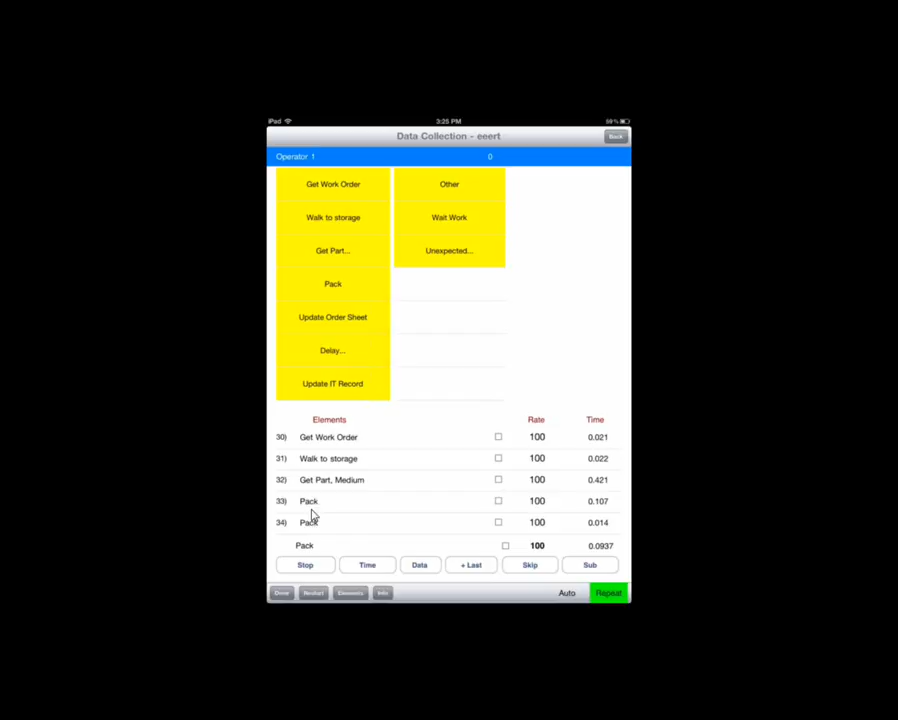 iPad 3:25 PM 59%
Data Collection - eeert Back
Operator 1 0
Get Work Order Other
Walk to storage Wait Work
Get Part... Unexpected...
Pack
Update Order Sheet
Delay...
Update IT Record
Elements Rate Time
30) Get Work Order 100 0.021
31) Walk to storage 100 0.022
32) Get Part, Medium 100 0.421
33) Pack 100 0.107
34) Pack 100 0.014
Pack 100 0.0937
Stop Time Data + Last Skip Sub
Restart Elements Info Auto Repeat